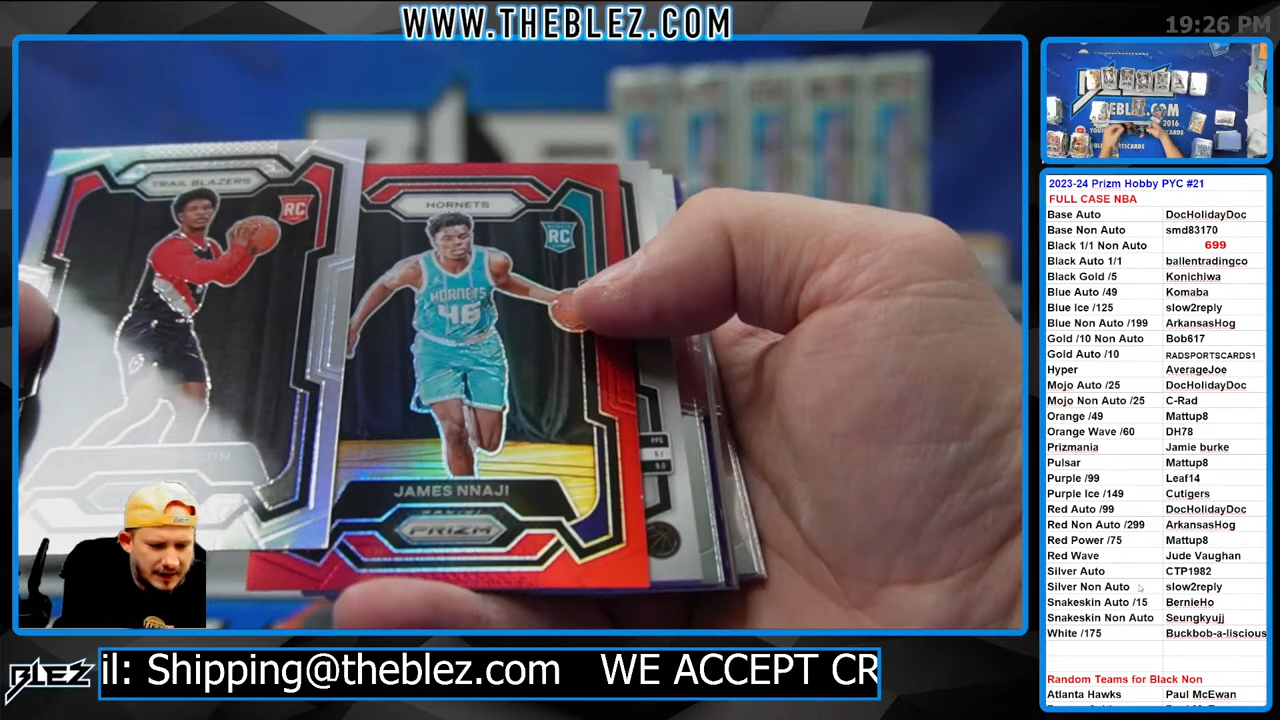 WWW.THEBLEZ.COM
19:26 PM
TRAIL BLAZERS
RC
HORNETS
RC
HORNETS
46
JAMES NNAJI
PRIZM
PPG
9.1
9.0
2023-24 Prizm Hobby PYC #21
FULL CASE NBA
Base Auto DocHolidayDoc
Base Non Auto smd83170
Black 1/1 Non Auto 699
Black Auto 1/1 ballentradingco
Black Gold /5 Konichiwa
Blue Auto /49 Komaba
Blue ice /125 slow2reply
Blue Non Auto /199 ArkansasHog
Gold /10 Non Auto Bob617
Gold Auto /10 RADSPORTSCARDS1
Hyper AverageJoe
Mojo Auto /25 DocHolidayDoc
Mojo Non Auto /25 C-Rad
Orange /49 Mattup8
Orange Wave /60 DH78
Prizmania Jamie burke
Pulsar Mattup8
Purple /99 Leaf14
Purple Ice /149 Cutigers
Red Auto /99 DocHolidayDoc
Red Non Auto /299 ArkansasHog
Red Power /75 Mattup8
Red Wave Jude Vaughan
Silver Auto CTP1982
Silver Non Auto slow2reply
Snakeskin Auto /15 BernieHo
Snakeskin Non Auto Seungkyujj
White /175 Buckbob-a-liscious
Random Teams for Black Non
Atlanta Hawks Paul McEwan
BLEZ
il: Shipping@theblez.com WE ACCEPT CR